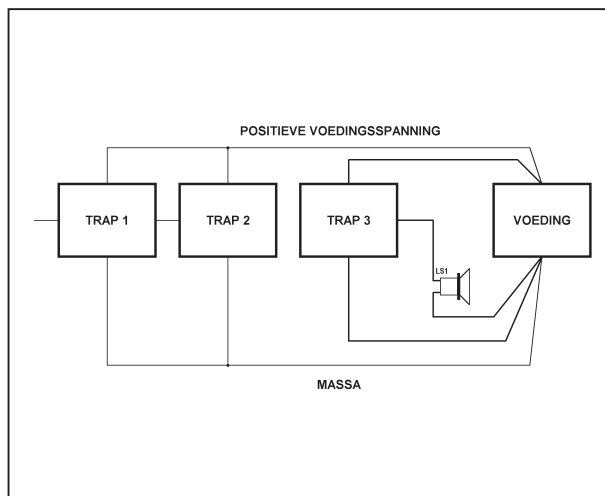 POSITIEVE VOEDINGSSPANNING
TRAP 1
TRAP 2
TRAP 3
VOEDING
LS1
MASSA